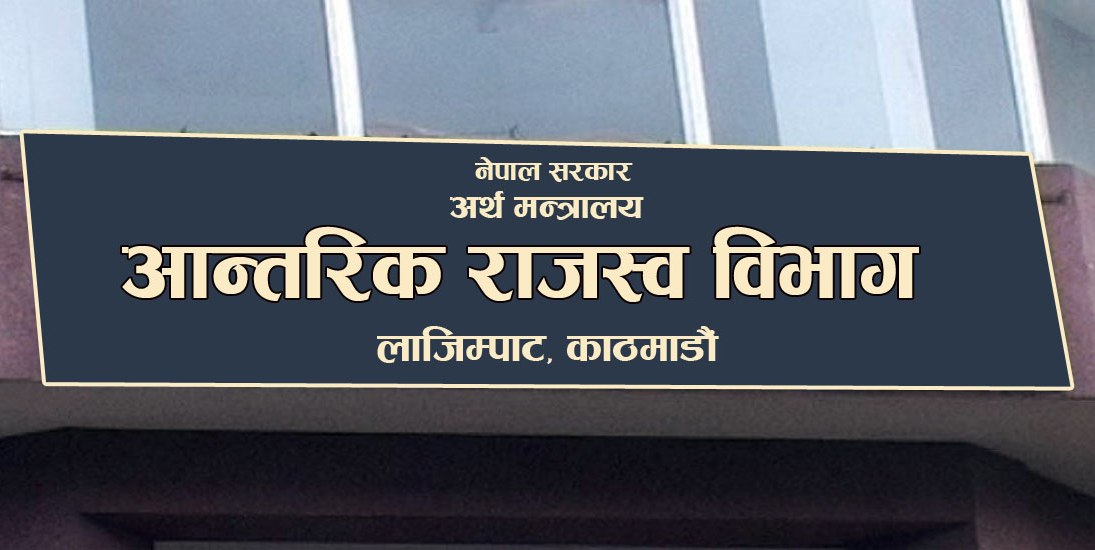 नेपाल सरकार
अर्थ मन्त्रालय
आन्तरिक राजस्व विभाग
लाजिम्पाट, काठमाडौं